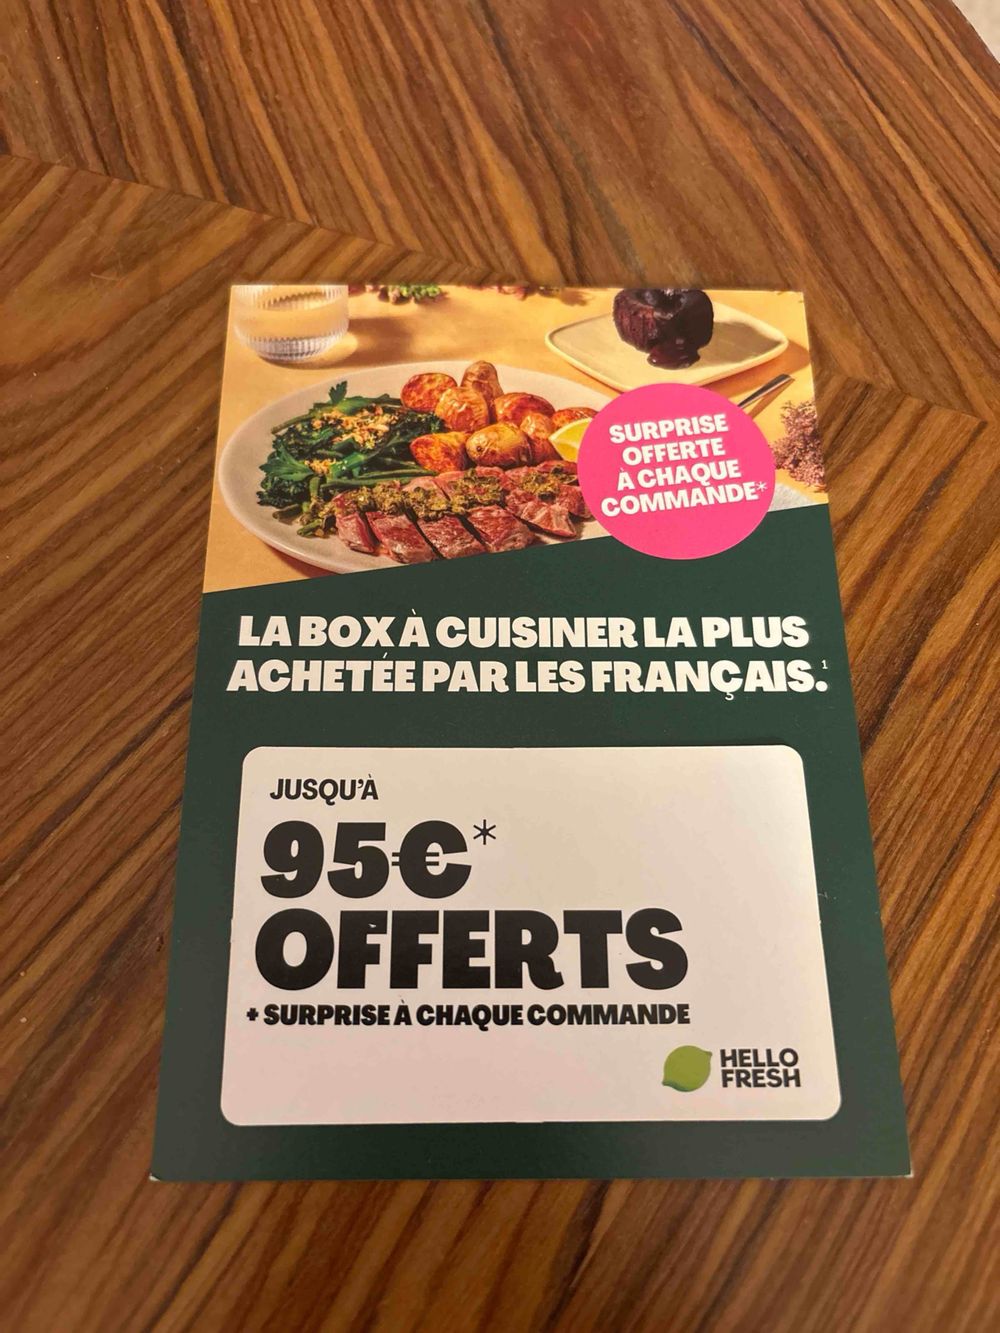 SURPRISE
OFFERTE
À CHAQUE
COMMANDE*
LA BOX À CUISINER LA PLUS
ACHETÉE PAR LES FRANÇAIS.¹
JUSQU'À
95€*
OFFERTS
+ SURPRISE À CHAQUE COMMANDE
HELLO
FRESH